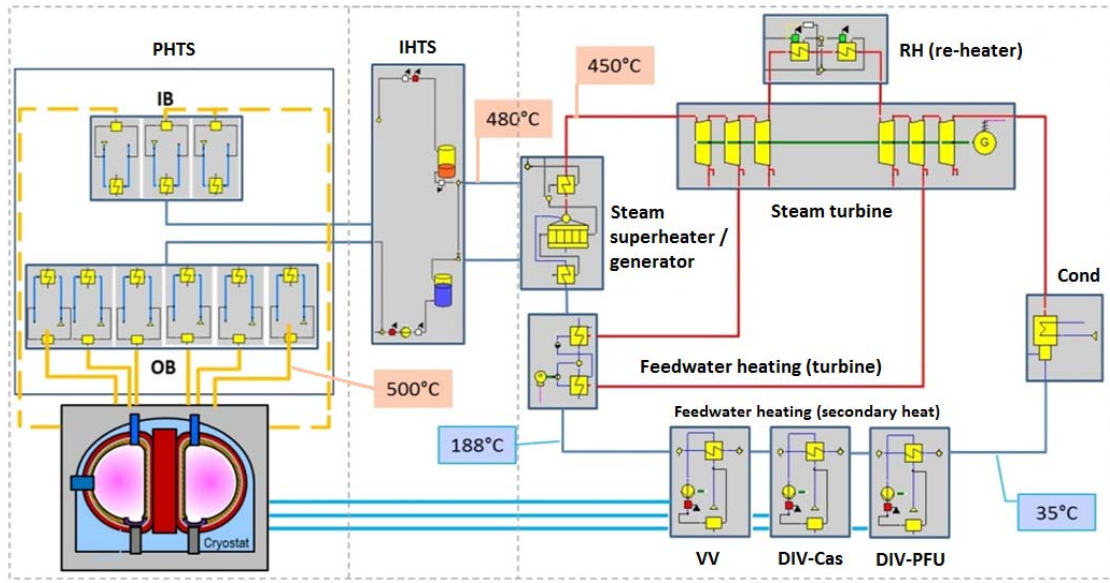 PHTS
IHTS
RH (re-heater)
450°C
IB
480°C
G
Steam turbine
Steam
superheater /
generator
Cond
OB
500°C
Feedwater heating (turbine)
Feedwater heating (secondary heat)
188°C
35°C
Cryostat
VV
DIV-Cas
DIV-PFU